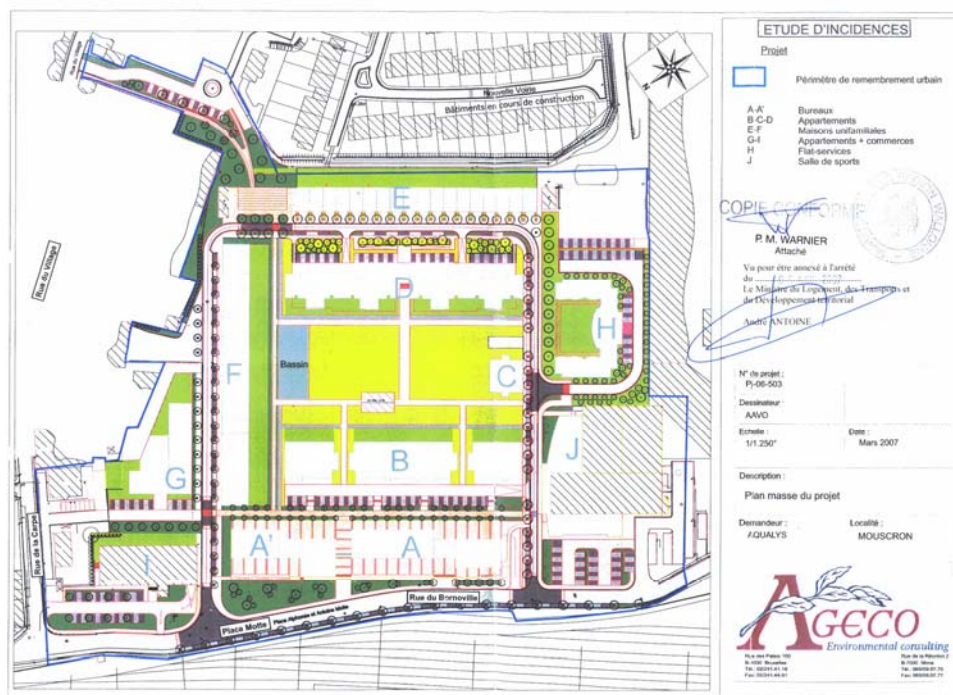 Rue du Village
Nouvelle Voirie
Bâtiments en cours de construction
Rue du Village
E
D
H
F
Bassin
C
G
B
J
A'
A
I
Rue de la Carpe
Rue du Bornoville
Place Motte
ETUDE D'INCIDENCES
Projet
Périmètre de remembrement urbain
A-A' Bureaux
B-C-D Appartements
E-F Maisons unifamiliales
G-I Appartements + commerces
H Flat-services
J Salle de sports
COPIE CONFORME
P. M. WARNIER
Attaché
Vu pour être annexé à l'arrêté
du
Le Ministre du Logement, des Transports et
du Développement territorial
André ANTOINE
N° de projet :
Pj-06-503
Dessinateur :
AAVO
Echelle : Date :
1/1.250° Mars 2007
Description :
Plan masse du projet
Demandeur : Localité :
AQUALYS MOUSCRON
AGECO
Environmental consulting